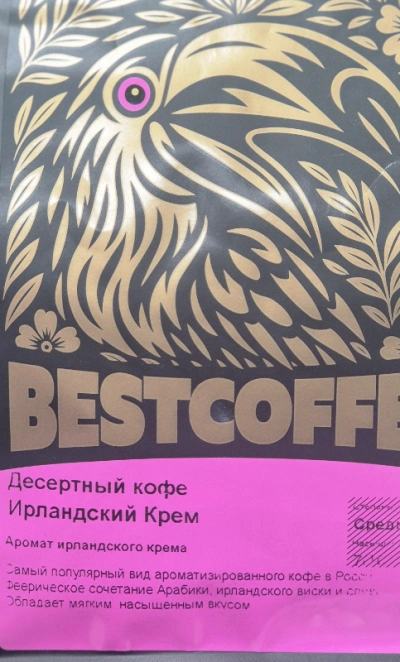 BESTCOFFE
Десертный кофе
Ирландский Крем
Аромат ирландского крема
Самый популярный вид ароматизированного кофе в
Феерическое сочетание Арабики, ирландского виски и
Обладает мягким насыщенным вкусом